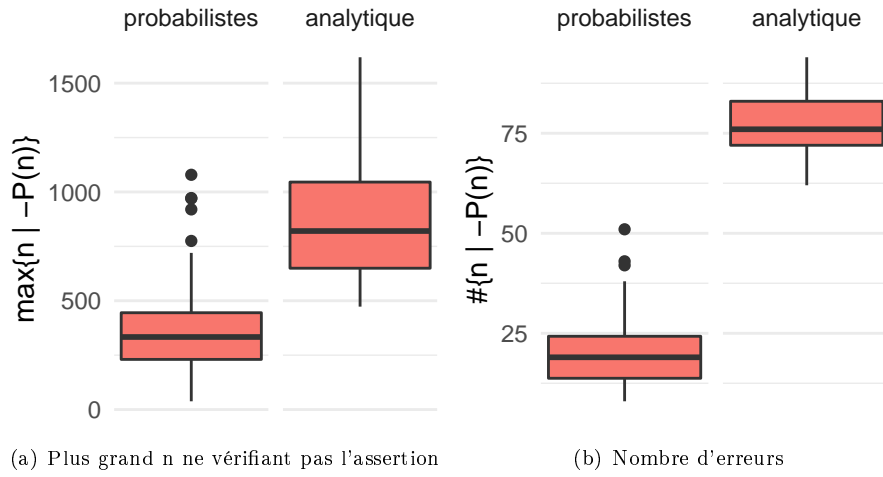 probabilistes analytique
1500
1000
500
0
max{n | −P(n)}
(a) Plus grand n ne vérifiant pas l'assertion
probabilistes analytique
75
50
25
#{n | −P(n)}
(b) Nombre d'erreurs